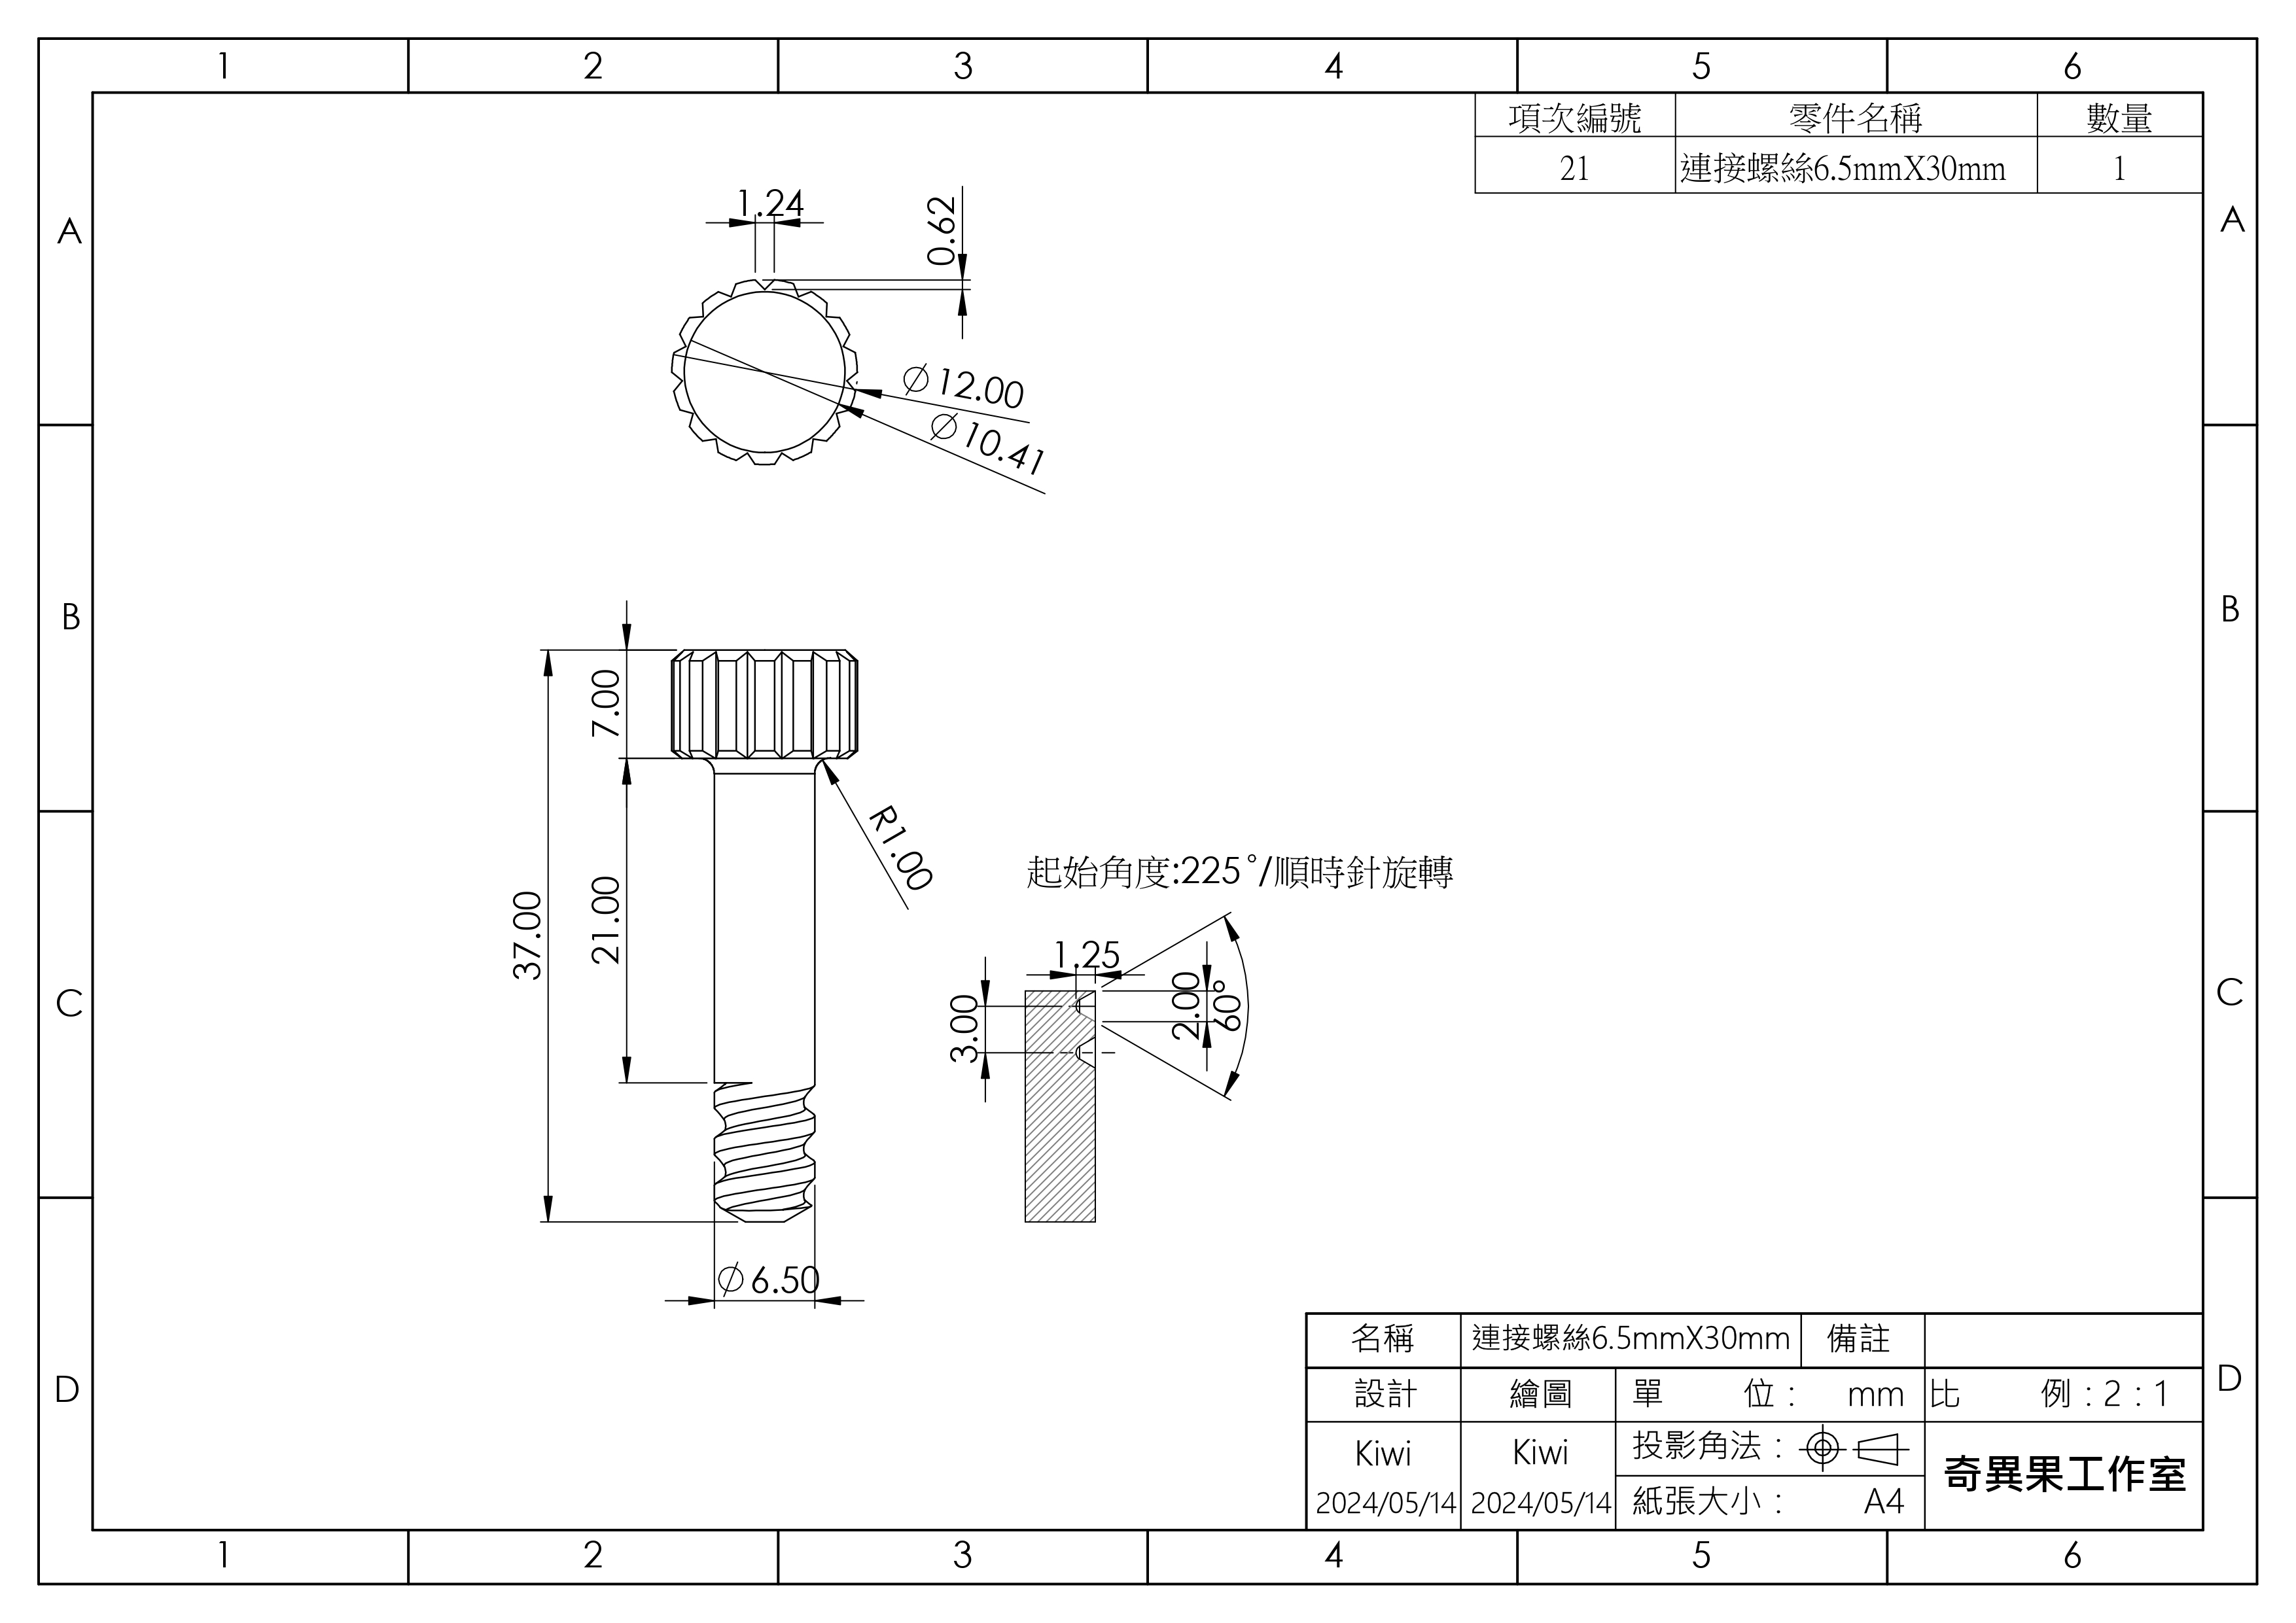 1 2 3 4 5 6
項次編號 零件名稱 數量
21 連接螺絲6.5mmX30mm 1
A A
1.24
0.62
∅12.00
∅10.41
B B
7.00
R1.00
21.00
37.00
起始角度:225°/順時針旋轉
1.25
3.00
2.00
60°
C C
∅6.50
名稱 連接螺絲6.5mmX30mm 備註
設計 繪圖 單 位： mm 比 例：2：1
Kiwi Kiwi 投影角法：
2024/05/14 2024/05/14 紙張大小： A4
奇異果工作室
D D
1 2 3 4 5 6